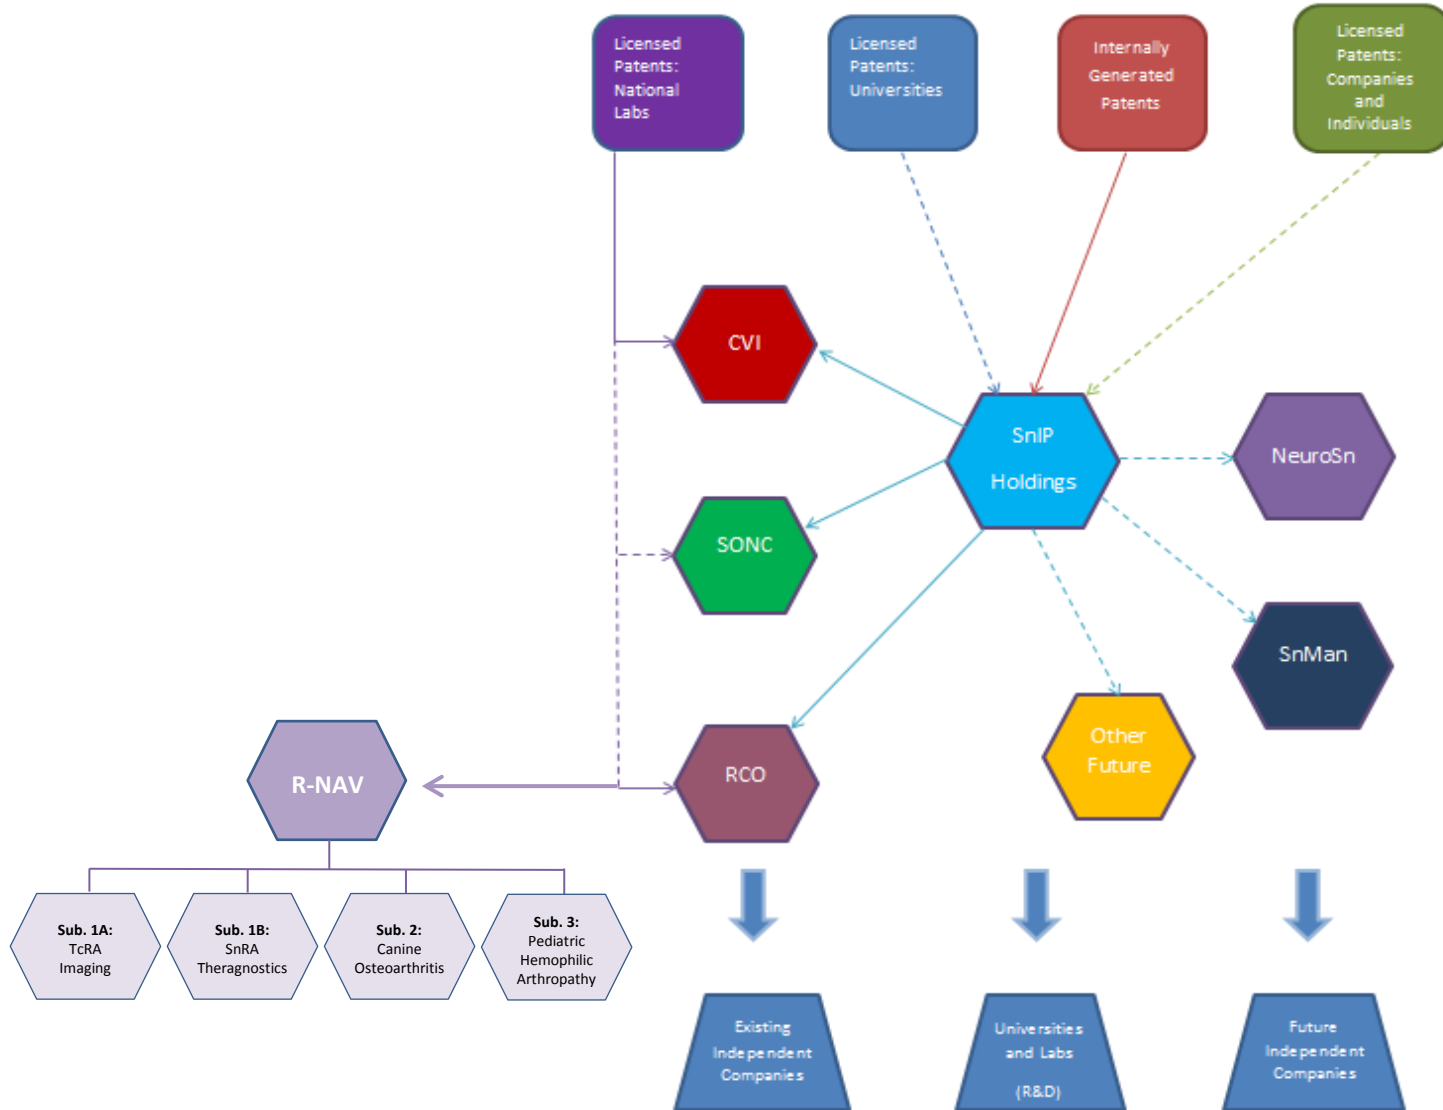 Licensed
Patents:
National
Labs
Licensed
Patents:
Universities
Internally
Generated
Patents
Licensed
Patents:
Companies
and
Individuals
CVI
SnIP
Holdings
NeuroSn
SONC
SnMan
RCO
Other
Future
R-NAV
Sub. 1A:
TcRA
Imaging
Sub. 1B:
SnRA
Theragnostics
Sub. 2:
Canine
Osteoarthritis
Sub. 3:
Pediatric
Hemophilic
Arthropathy
Existing
Independent
Companies
Universities
and Labs
(R&D)
Future
Independent
Companies